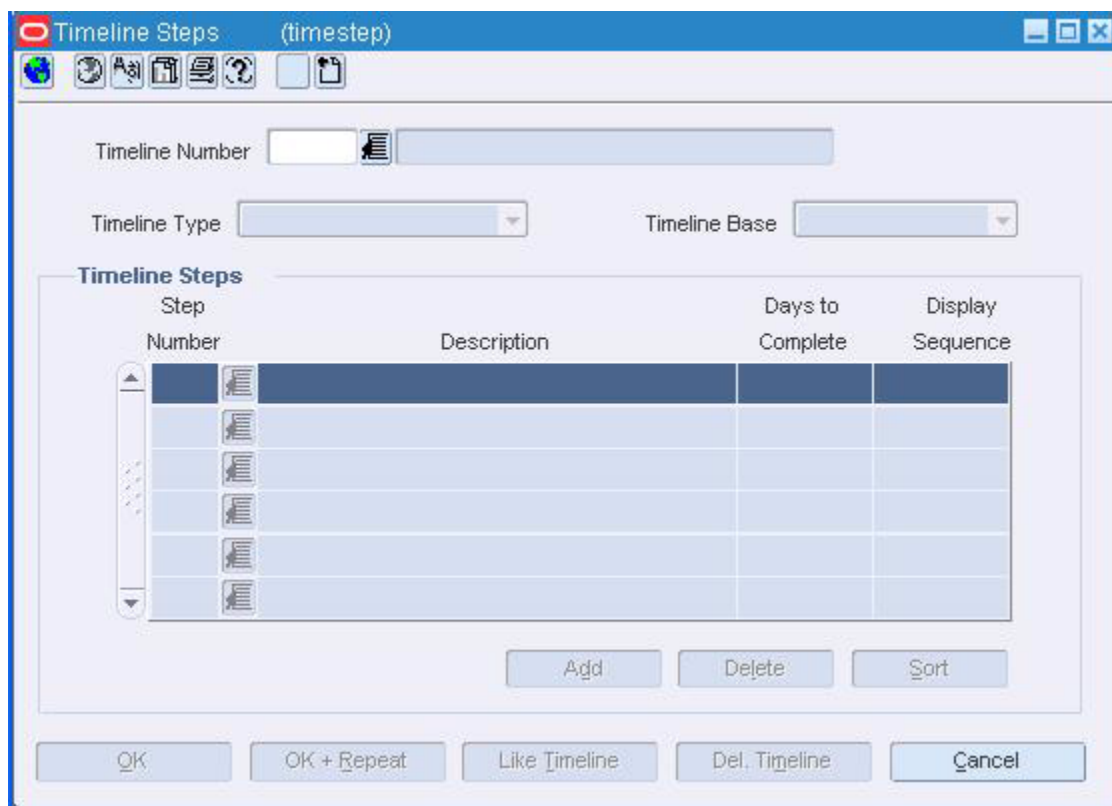 Timeline Steps (timestep)
Timeline Number
Timeline Type Timeline Base
Timeline Steps
Step Days to Display
Number Description Complete Sequence
Add Delete Sort
OK OK + Repeat Like Timeline Del. Timeline Cancel